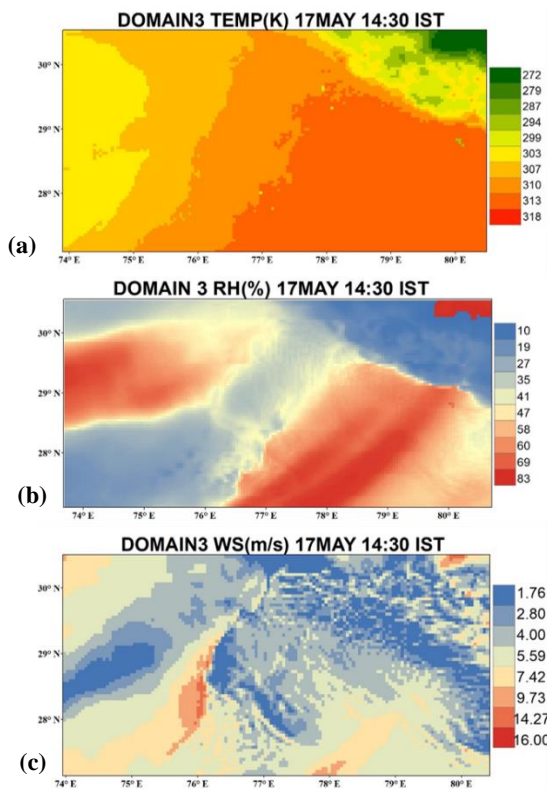 DOMAIN3 TEMP(K) 17MAY 14:30 IST
30° N
29° N
28° N
74° E 75° E 76° E 77° E 78° E 79° E 80° E
272
279
287
294
299
303
307
310
313
318
(a)
DOMAIN 3 RH(%) 17MAY 14:30 IST
30° N
29° N
28° N
74° E 75° E 76° E 77° E 78° E 79° E 80° E
10
19
27
35
41
47
58
60
69
83
(b)
DOMAIN3 WS(m/s) 17MAY 14:30 IST
30° N
29° N
28° N
74° E 75° E 76° E 77° E 78° E 79° E 80° E
1.76
2.80
4.00
5.59
7.42
9.73
14.27
16.00
(c)